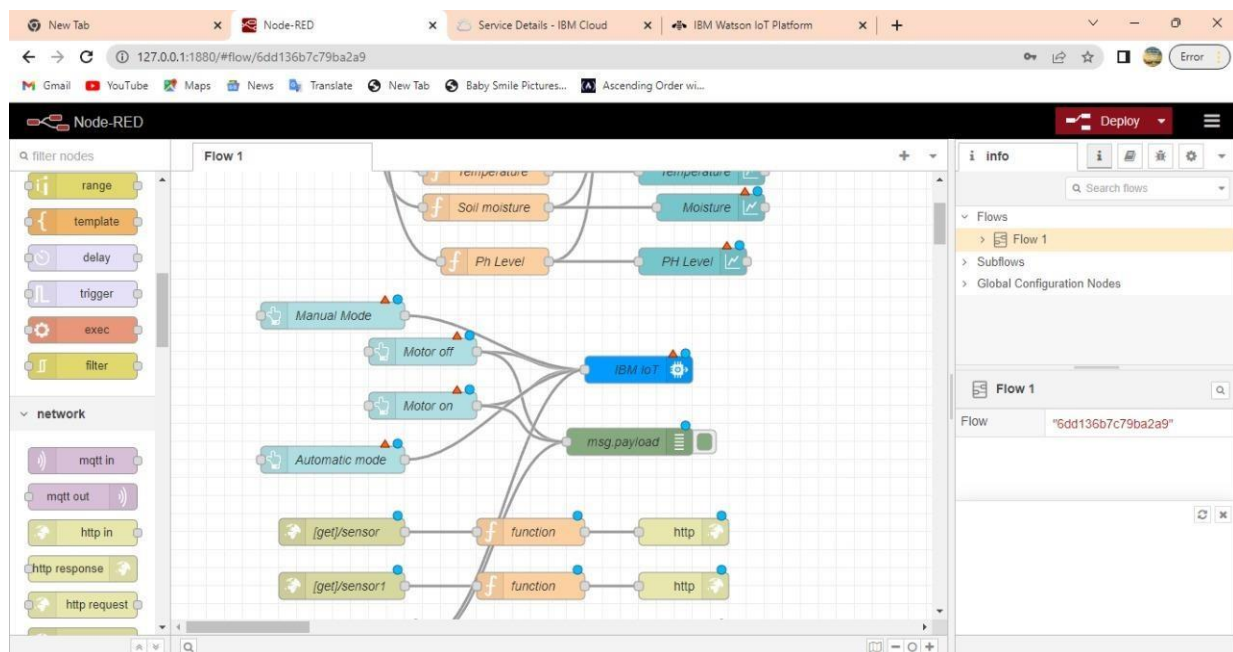 New Tab
Node-RED
Service Details - IBM Cloud
IBM Watson IoT Platform
127.0.0.1:1880/#flow/6dd136b7c79ba2a9
Error
Gmail
YouTube
Maps
News
Translate
New Tab
Baby Smile Pictures...
Ascending Order wi...
Node-RED
Deploy
filter nodes
Flow 1
info
range
template
delay
trigger
exec
filter
network
mqtt in
mqtt out
http in
http response
http request
Temperature
Temperature
Soil moisture
Moisture
Ph Level
PH Level
Manual Mode
Motor off
IBM IoT
Motor on
msg.payload
Automatic mode
[get]/sensor
function
http
[get]/sensor1
function
http
Search flows
Flows
Flow 1
Subflows
Global Configuration Nodes
Flow 1
Flow
"6dd136b7c79ba2a9"